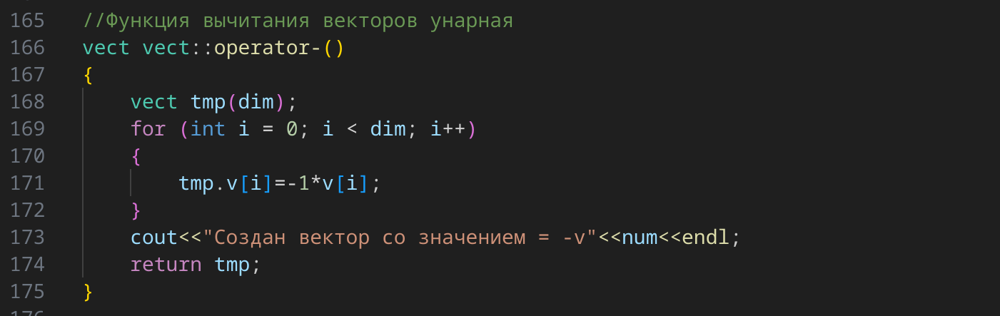 165 //Функция вычитания векторов унарная
166 vect vect::operator-()
167 {
168     vect tmp(dim);
169     for (int i = 0; i < dim; i++)
170     {
171         tmp.v[i]=-1*v[i];
172     }
173     cout<<"Создан вектор со значением = -v"<<num<<endl;
174     return tmp;
175 }
176